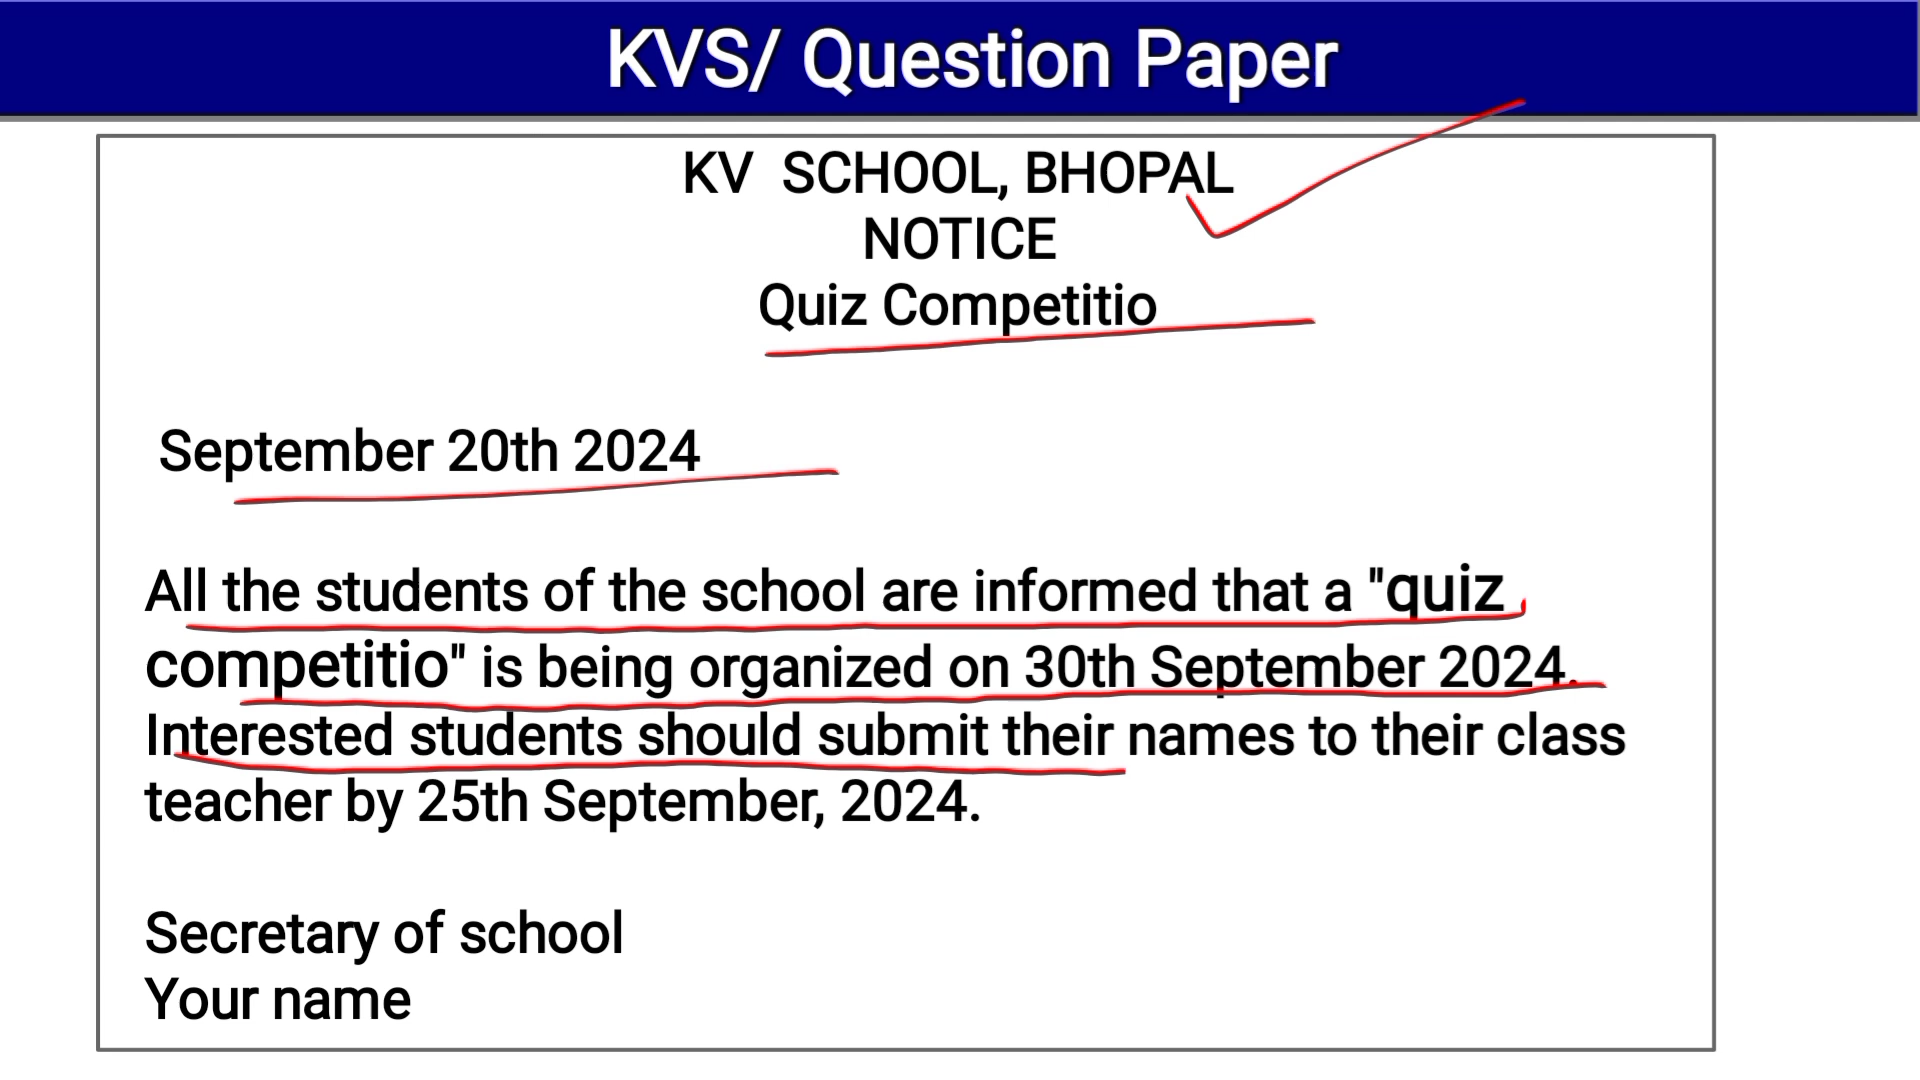 KVS/ Question Paper
KV SCHOOL, BHOPAL
NOTICE
Quiz Competitio
September 20th 2024
All the students of the school are informed that a "quiz
competitio" is being organized on 30th September 2024.
Interested students should submit their names to their class
teacher by 25th September, 2024.
Secretary of school
Your name